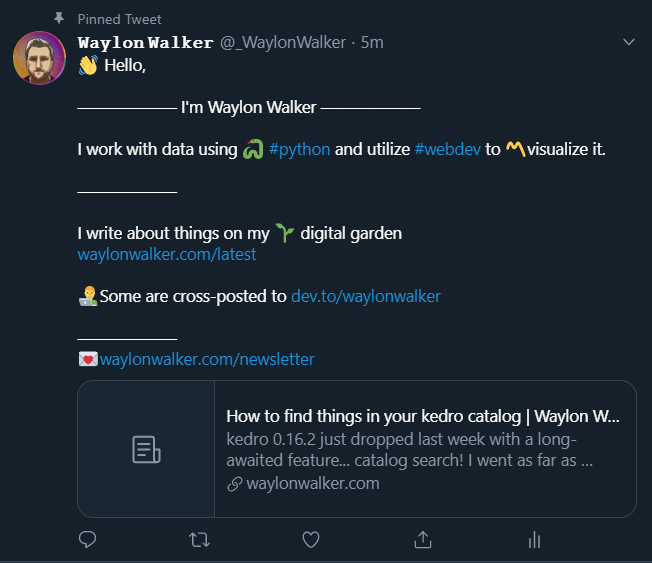 Pinned Tweet
Waylon Walker @_WaylonWalker · 5m
👋 Hello,
——————— I'm Waylon Walker ———————
I work with data using 🐍 #python and utilize #webdev to 〽️visualize it.
———————
I write about things on my 🌱 digital garden
waylonwalker.com/latest
👨‍💻Some are cross-posted to dev.to/waylonwalker
———————
💌waylonwalker.com/newsletter
How to find things in your kedro catalog | Waylon W...
kedro 0.16.2 just dropped last week with a long-
awaited feature... catalog search! I went as far as ...
waylonwalker.com